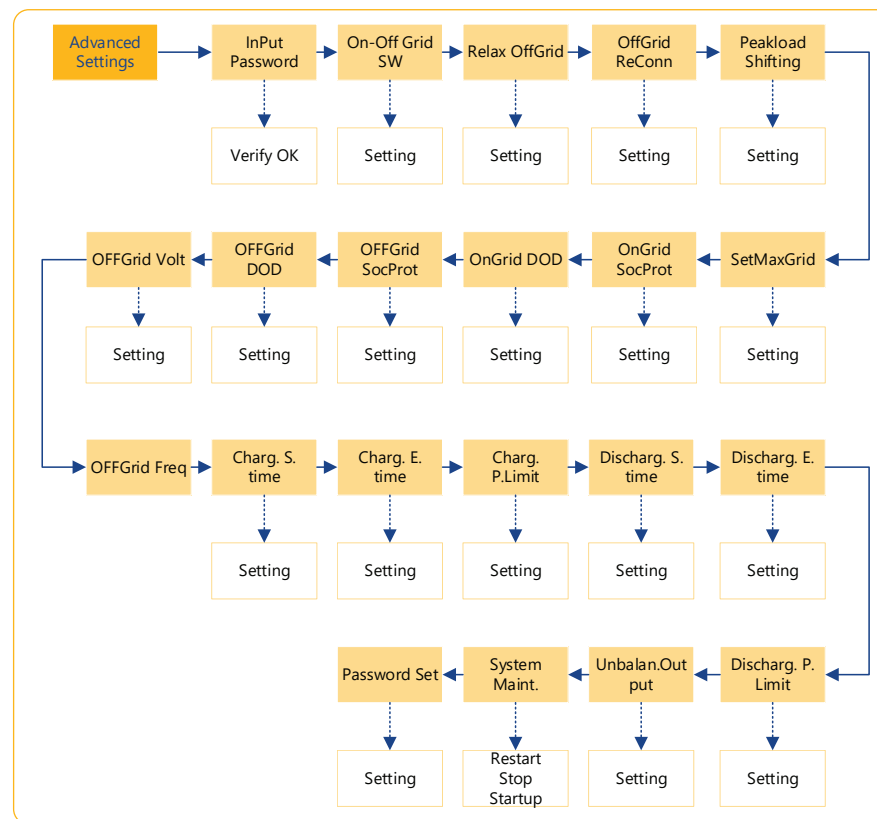 Advanced
Settings
InPut
Password
On-Off Grid
SW
Relax OffGrid
OffGrid
ReConn
Peakload
Shifting
Verify OK
Setting
Setting
Setting
Setting
OFFGrid Volt
OFFGrid
DOD
OFFGrid
SocProt
OnGrid DOD
OnGrid
SocProt
SetMaxGrid
Setting
Setting
Setting
Setting
Setting
Setting
OFFGrid Freq
Charg. S.
time
Charg. E.
time
Charg.
P.Limit
Discharg. S.
time
Discharg. E.
time
Setting
Setting
Setting
Setting
Setting
Password Set
System
Maint.
Unbalan.Out
put
Discharg. P.
Limit
Setting
Restart
Stop
Startup
Setting
Setting